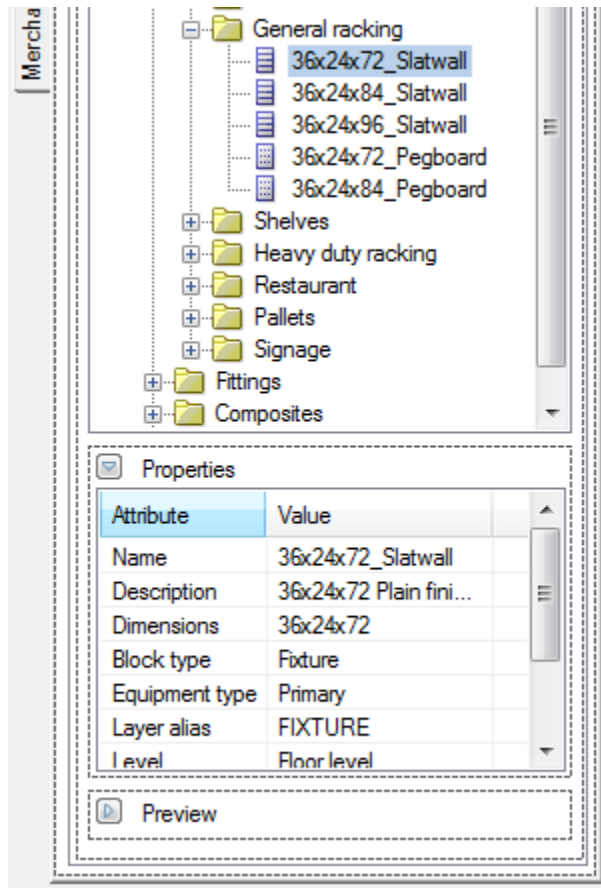 Mercha
General racking
36x24x72_Slatwall
36x24x84_Slatwall
36x24x96_Slatwall
36x24x72_Pegboard
36x24x84_Pegboard
Shelves
Heavy duty racking
Restaurant
Pallets
Signage
Fittings
Composites
Properties
Attribute Value
Name 36x24x72_Slatwall
Description 36x24x72 Plain fini...
Dimensions 36x24x72
Block type Fixture
Equipment type Primary
Layer alias FIXTURE
Level Floor level
Preview